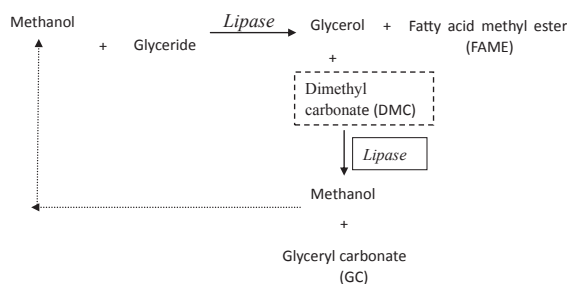 Methanol
+ Glyceride
Lipase
Glycerol + Fatty acid methyl ester
(FAME)
+
Dimethyl
carbonate (DMC)
Lipase
Methanol
+
Glyceryl carbonate
(GC)